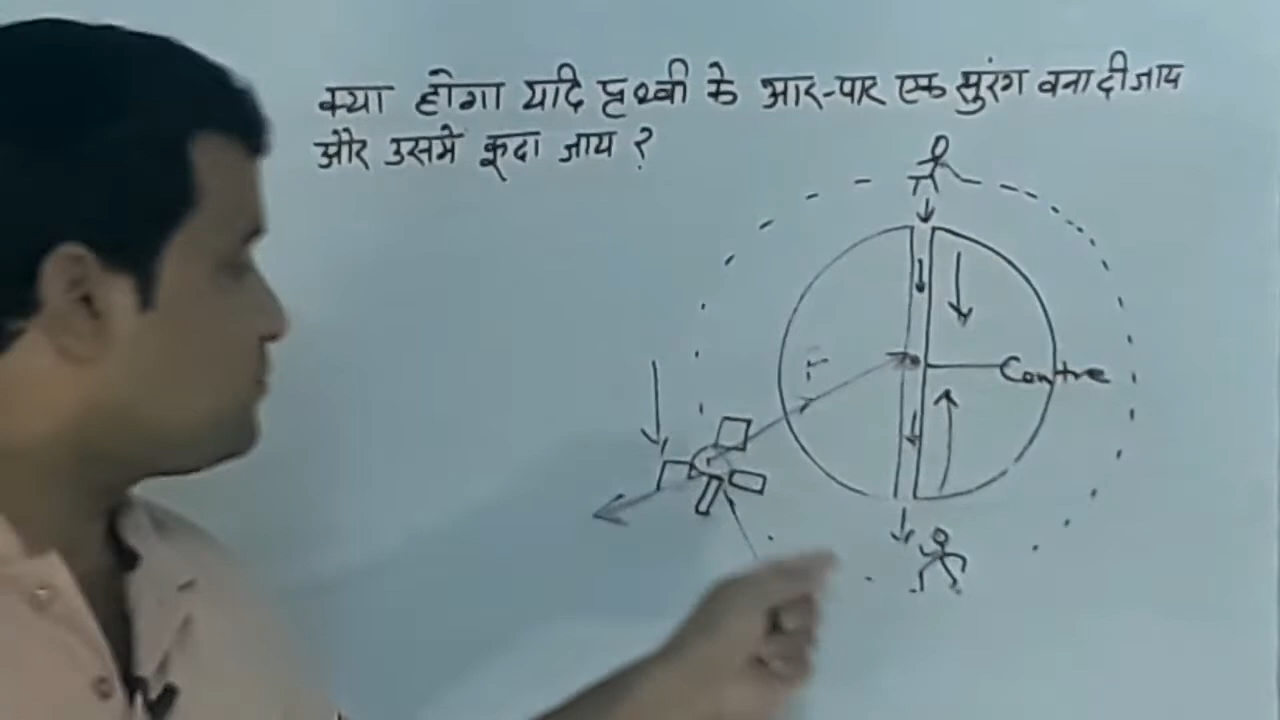 क्या होगा यदि पृथ्वी के आर-पार एक सुरंग बना दी जाय
और उसमे कूदा जाय ?
F
Centre